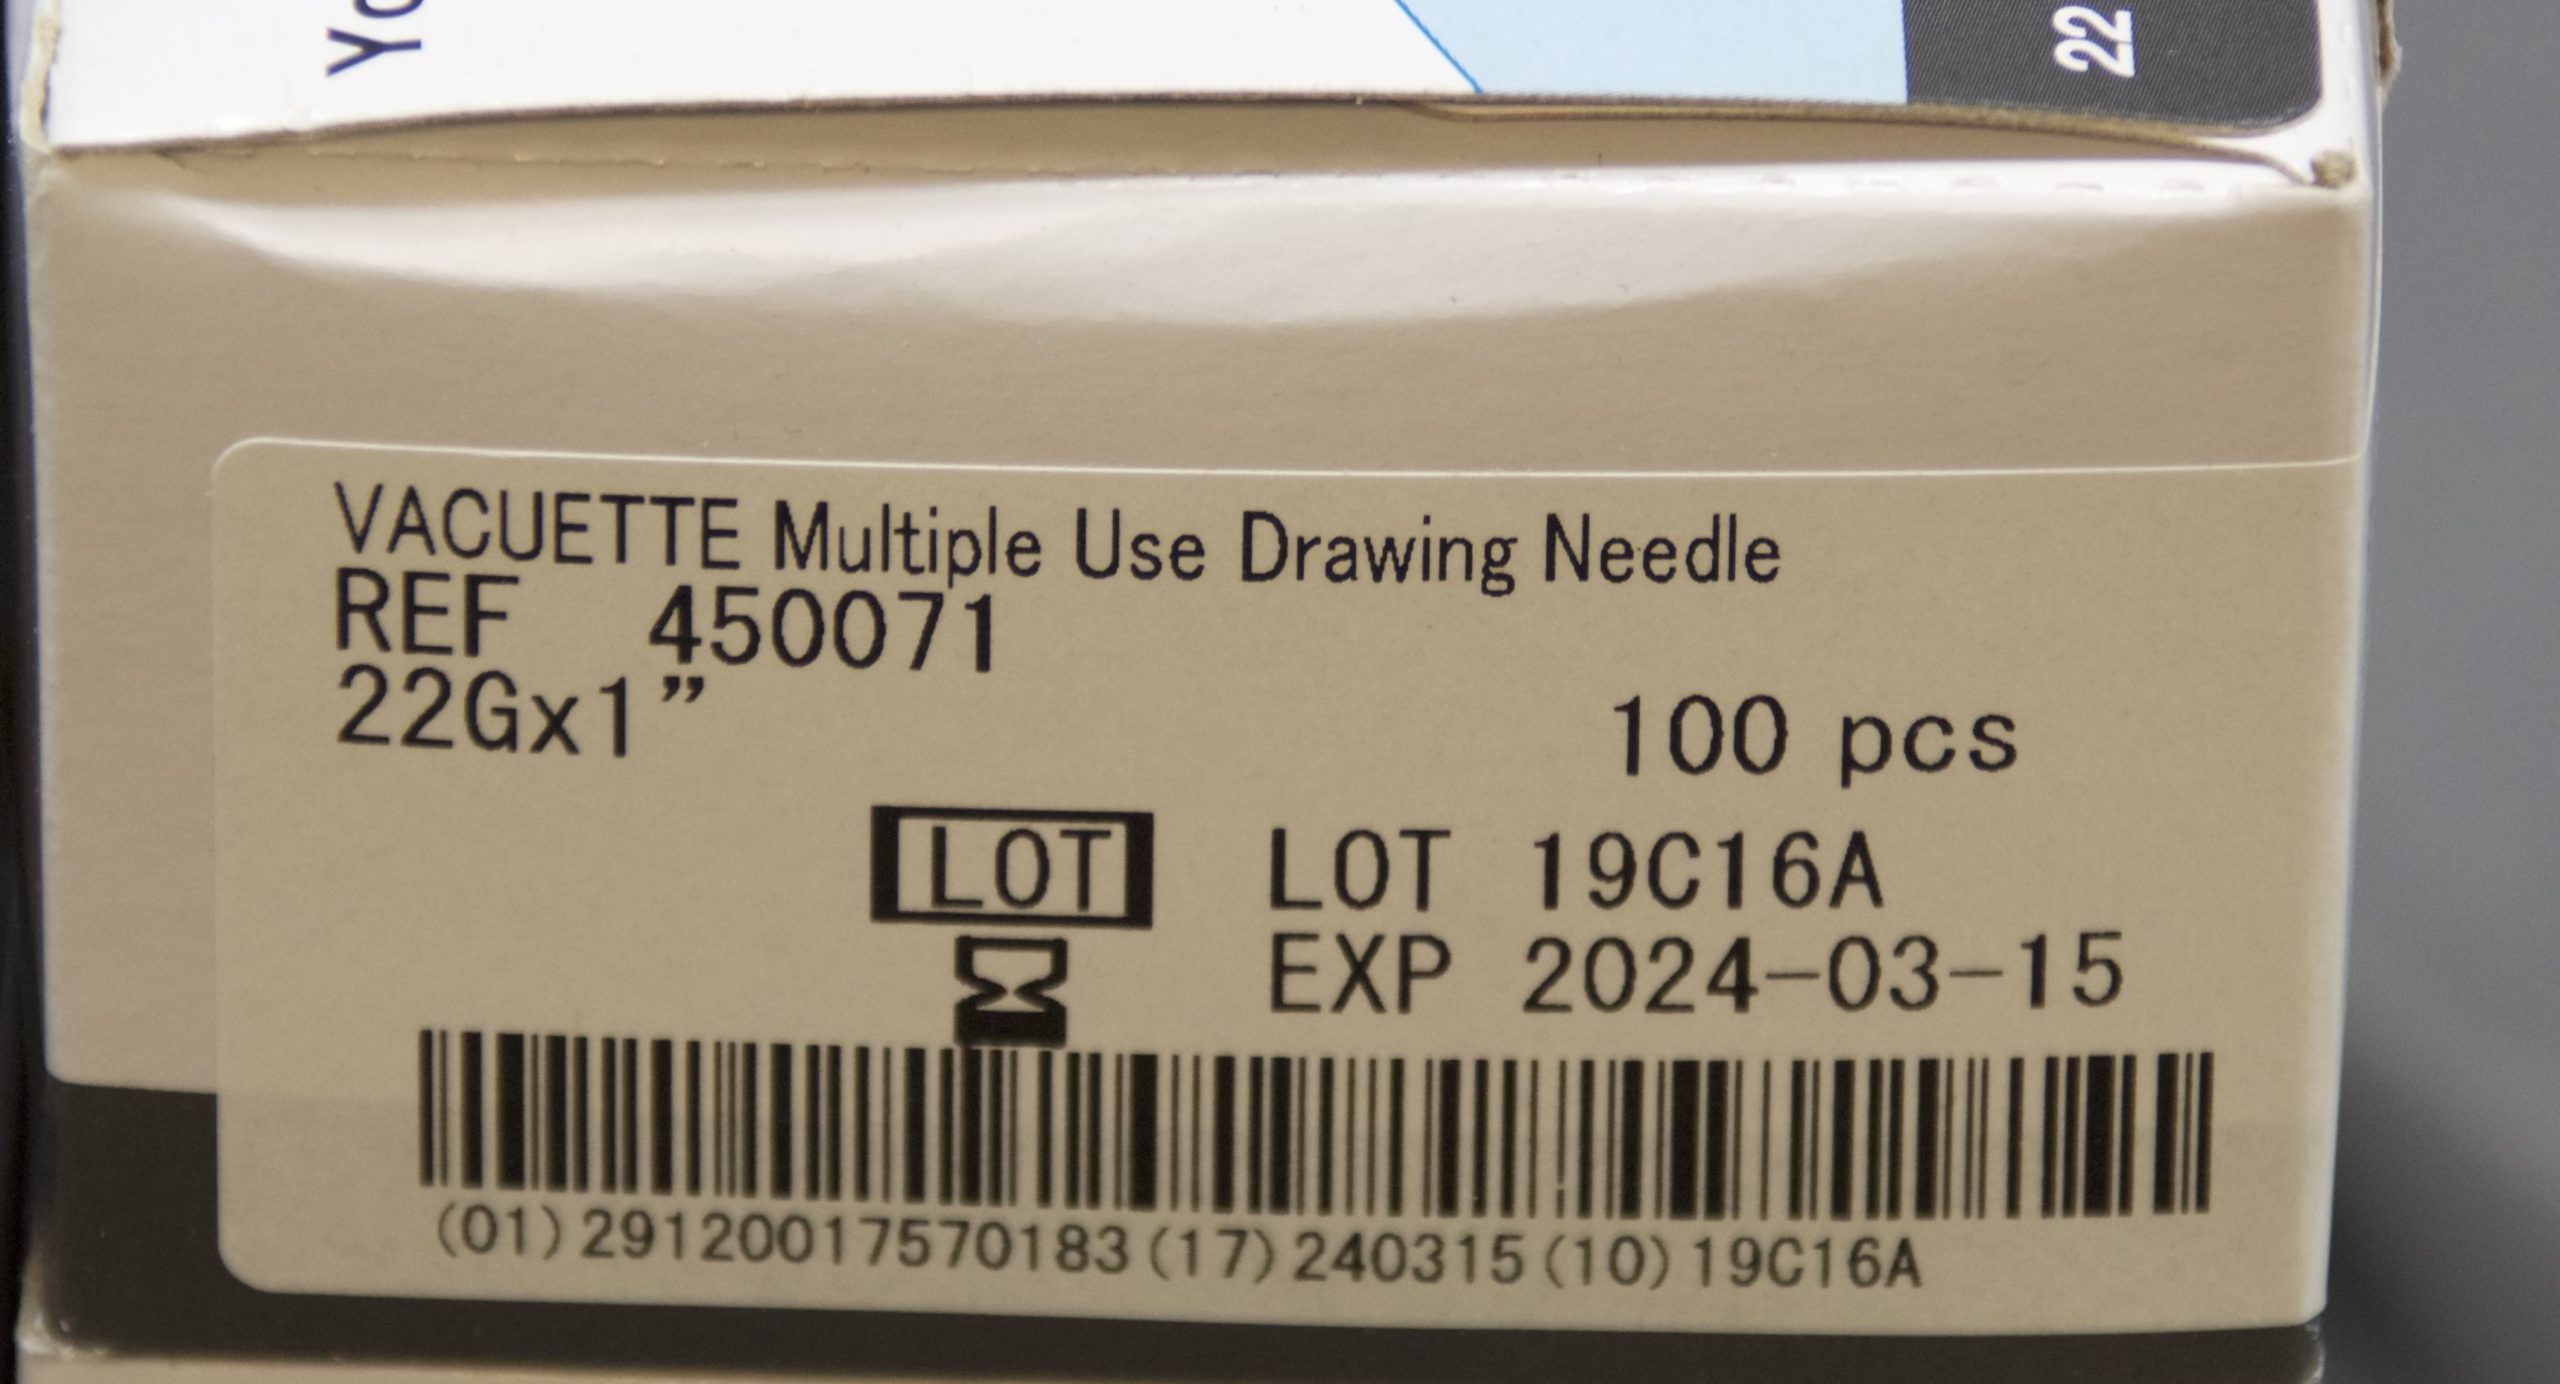 Yo
22
VACUETTE Multiple Use Drawing Needle
REF 450071
22Gx1”
100 pcs
LOT LOT 19C16A
EXP 2024-03-15
(01)29120017570183(17)240315(10)19C16A